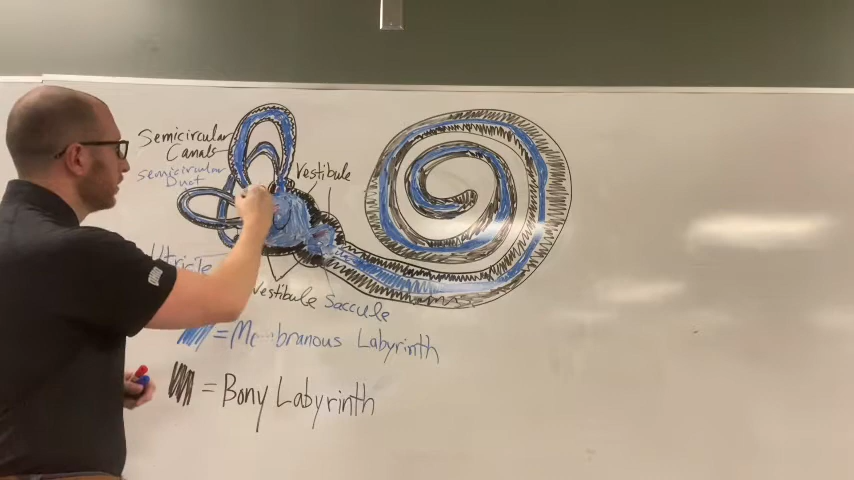 Semicircular
Canals
semicircular
Duct
Vestibule
Utricle
Vestibule Saccule
= Membranous Labyrinth
= Bony Labyrinth